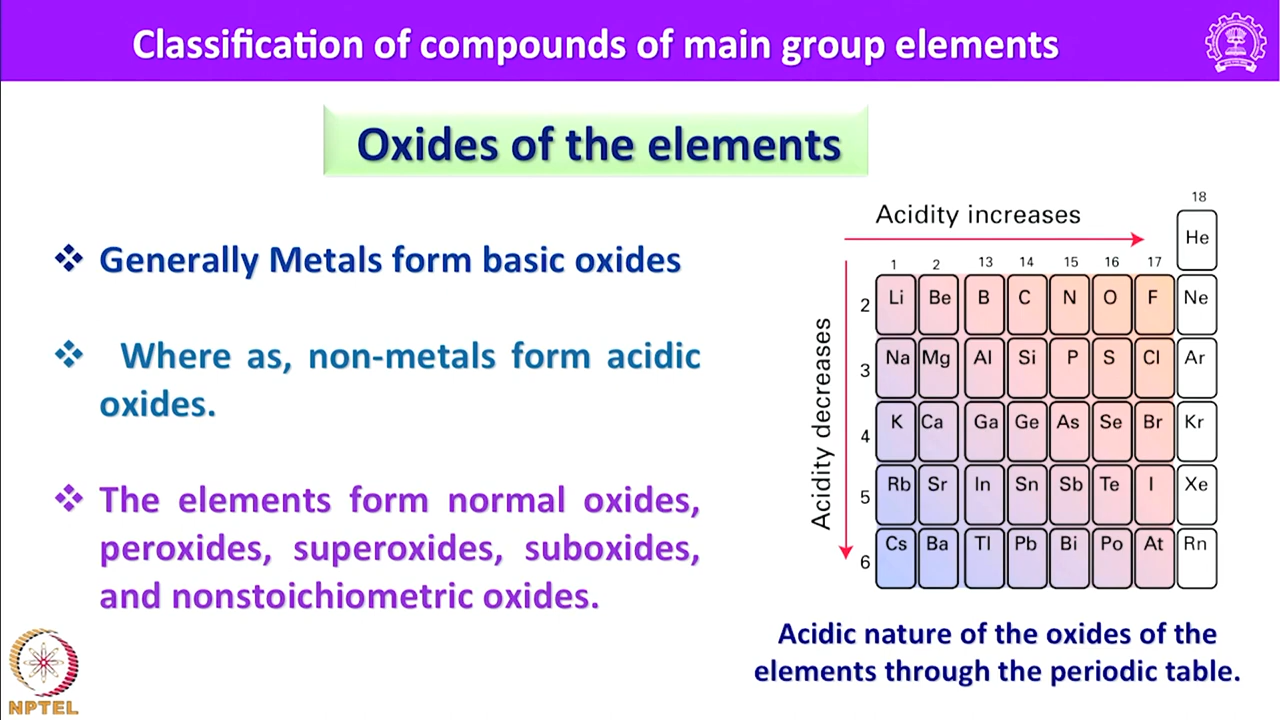 Classification of compounds of main group elements
Oxides of the elements
❖ Generally Metals form basic oxides
❖ Where as, non-metals form acidic
oxides.
❖ The elements form normal oxides,
peroxides, superoxides, suboxides,
and nonstoichiometric oxides.
NPTEL
Acidity increases
Acidity decreases
18
He
1 2 13 14 15 16 17
2 Li Be B C N O F Ne
3 Na Mg Al Si P S Cl Ar
4 K Ca Ga Ge As Se Br Kr
5 Rb Sr In Sn Sb Te I Xe
6 Cs Ba Tl Pb Bi Po At Rn
Acidic nature of the oxides of the
elements through the periodic table.